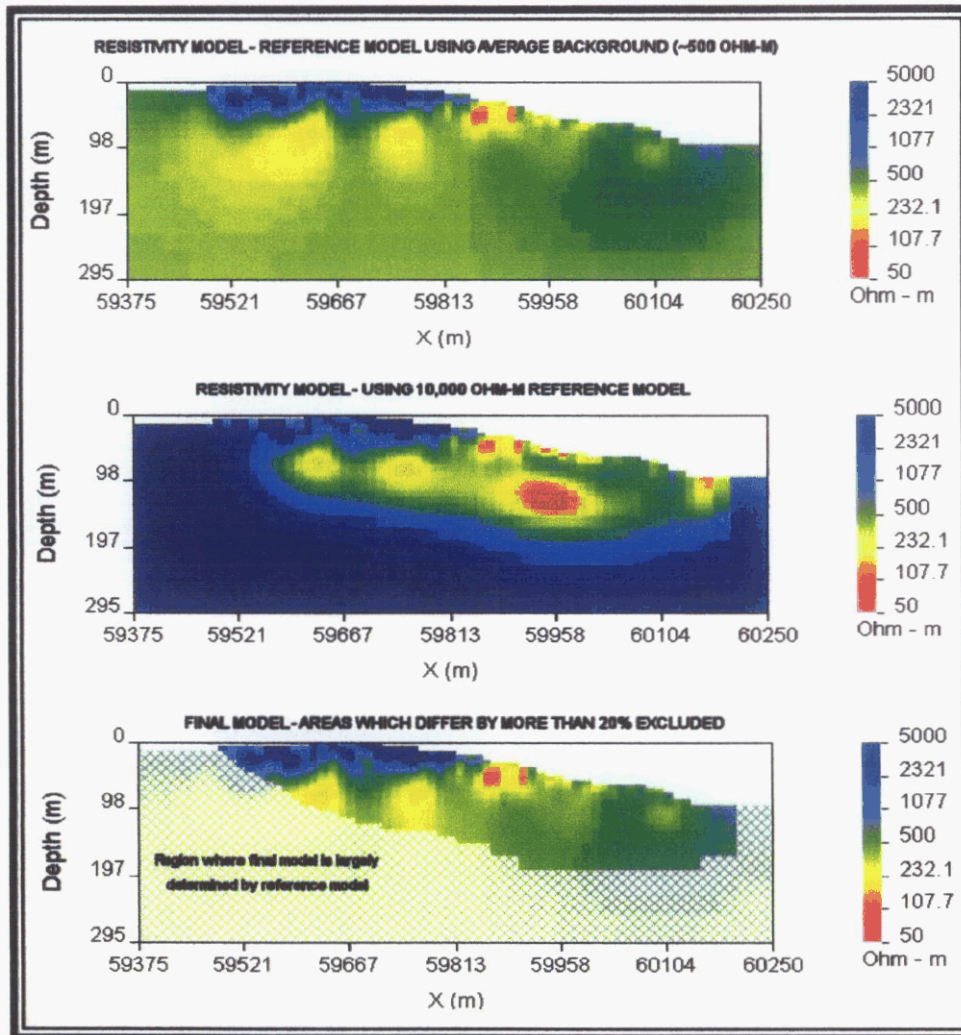 RESISTIVITY MODEL - REFERENCE MODEL USING AVERAGE BACKGROUND (~500 OHM-M)
0
98
197
295
Depth (m)
59375 59521 59667 59813 59958 60104 60250
X (m)
5000
2321
1077
500
232.1
107.7
50
Ohm - m
RESISTIVITY MODEL - USING 10,000 OHM-M REFERENCE MODEL
0
98
197
295
Depth (m)
59375 59521 59667 59813 59958 60104 60250
X (m)
5000
2321
1077
500
232.1
107.7
50
Ohm - m
FINAL MODEL - AREAS WHICH DIFFER BY MORE THAN 20% EXCLUDED
0
98
197
295
Depth (m)
Region where final model is largely
determined by reference model
59375 59521 59667 59813 59958 60104 60250
X (m)
5000
2321
1077
500
232.1
107.7
50
Ohm - m